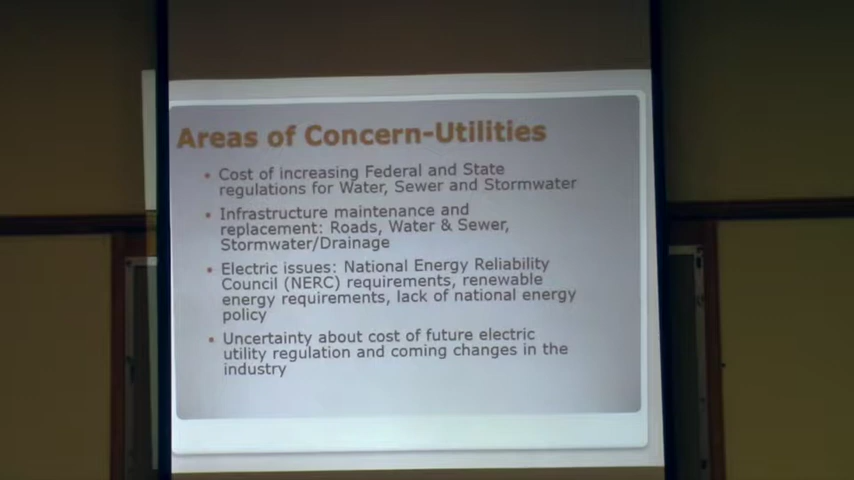 Areas of Concern-Utilities
• Cost of increasing Federal and State
regulations for Water, Sewer and Stormwater
• Infrastructure maintenance and
replacement: Roads, Water & Sewer,
Stormwater/Drainage
• Electric issues: National Energy Reliability
Council (NERC) requirements, renewable
energy requirements, lack of national energy
policy
• Uncertainty about cost of future electric
utility regulation and coming changes in the
industry